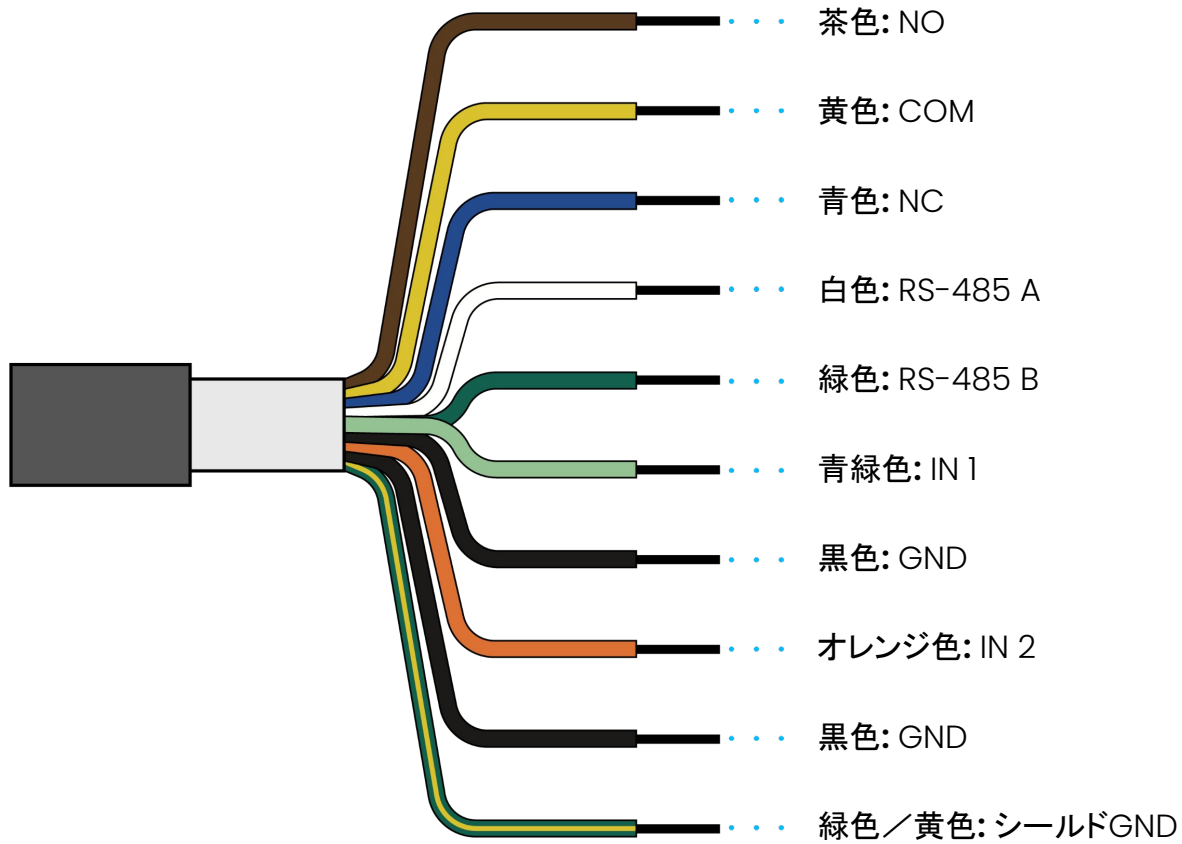 茶色: NO
黄色: COM
青色: NC
白色: RS-485 A
緑色: RS-485 B
青緑色: IN 1
黒色: GND
オレンジ色: IN 2
黒色: GND
緑色／黄色: シールドGND